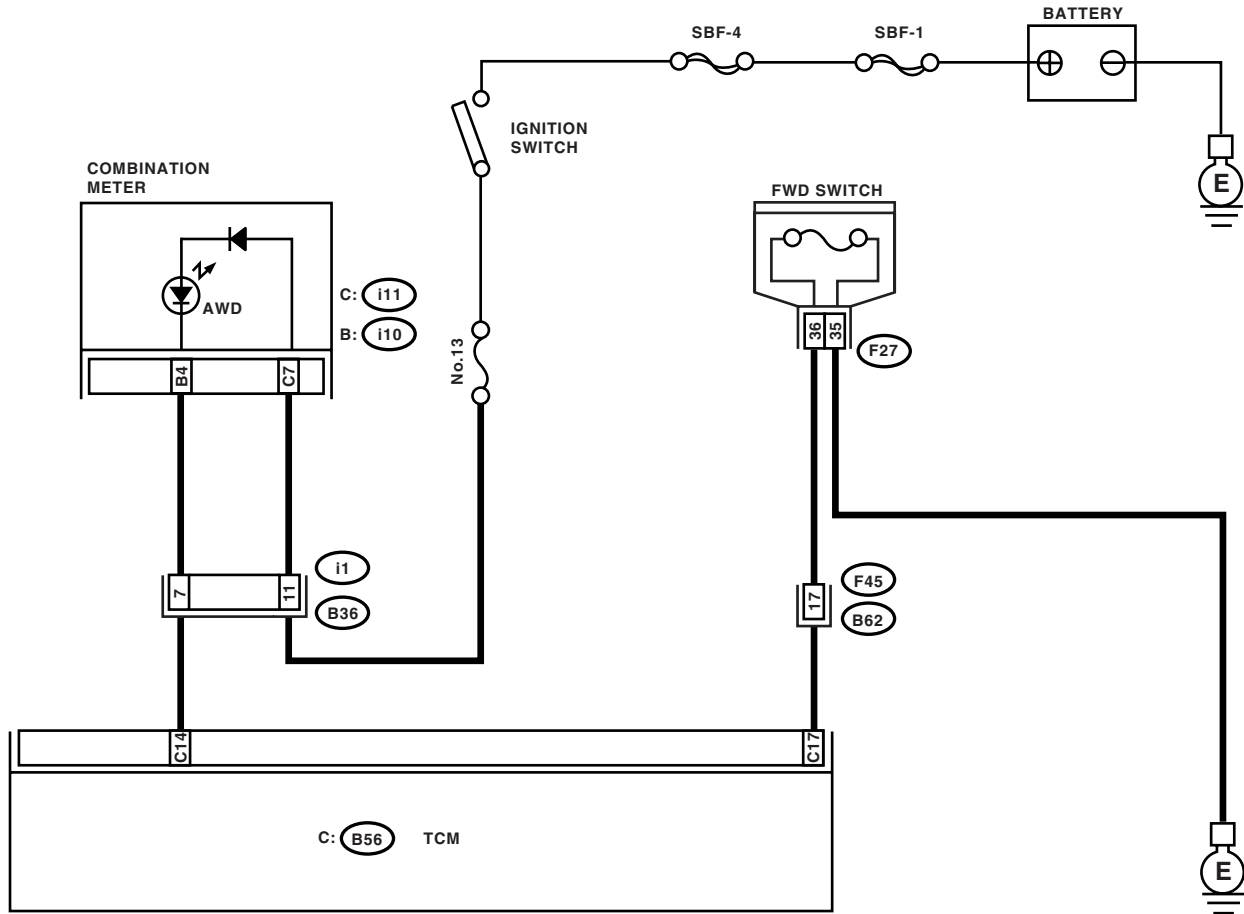 BATTERY
SBF-4
SBF-1
IGNITION
SWITCH
E
COMBINATION
METER
FWD SWITCH
AWD
C: i11
B: i10
No.13
36
35
F27
B4
C7
i1
7
11
B36
F45
17
B62
C14
C17
C: B56 TCM
E